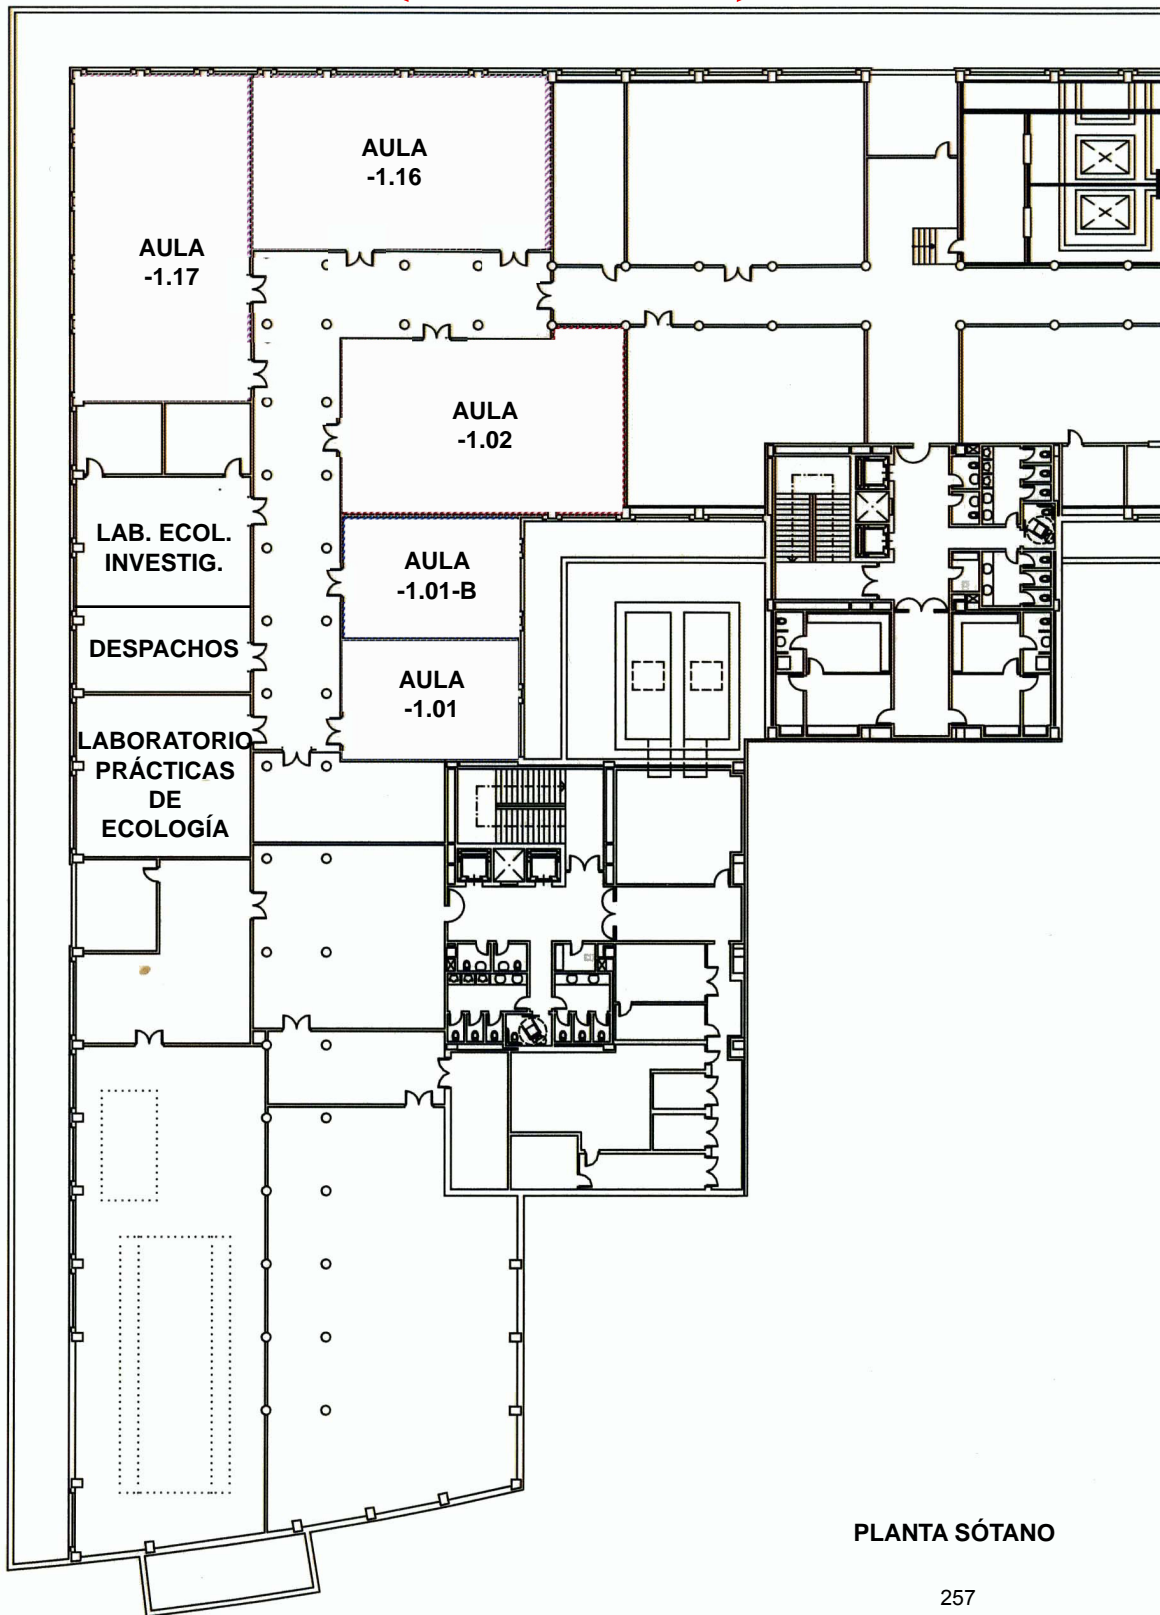 AULA
-1.16
AULA
-1.17
AULA
-1.02
LAB. ECOL.
INVESTIG.
AULA
-1.01-B
DESPACHOS
AULA
-1.01
LABORATORIO
PRÁCTICAS
DE
ECOLOGÍA
PLANTA SÓTANO
257